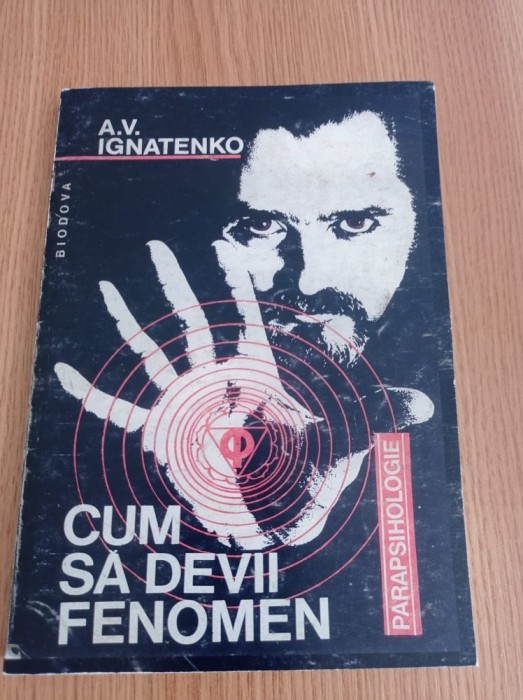 A.V.
IGNATENKO
BIODOVA
Φ
CUM
SĂ DEVII
FENOMEN
PARAPSIHOLOGIE